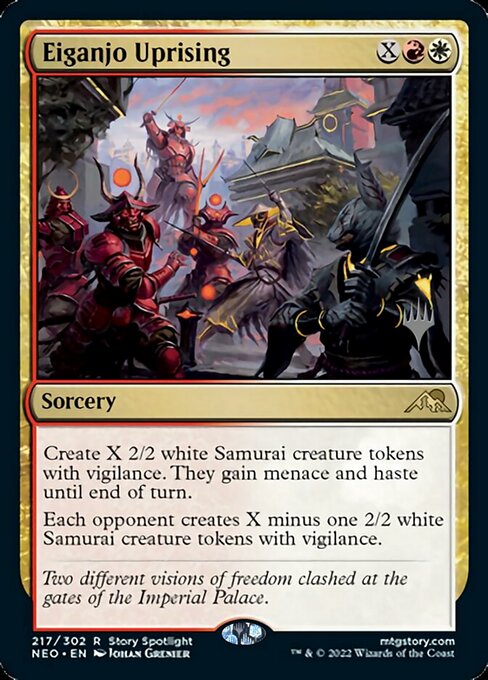 Eiganjo Uprising X
Sorcery
Create X 2/2 white Samurai creature tokens
with vigilance. They gain menace and haste
until end of turn.
Each opponent creates X minus one 2/2 white
Samurai creature tokens with vigilance.
Two different visions of freedom clashed at the
gates of the Imperial Palace.
217/302 R Story Spotlight mtgstory.com
NEO • EN Johan Grenier ™ & © 2022 Wizards of the Coast